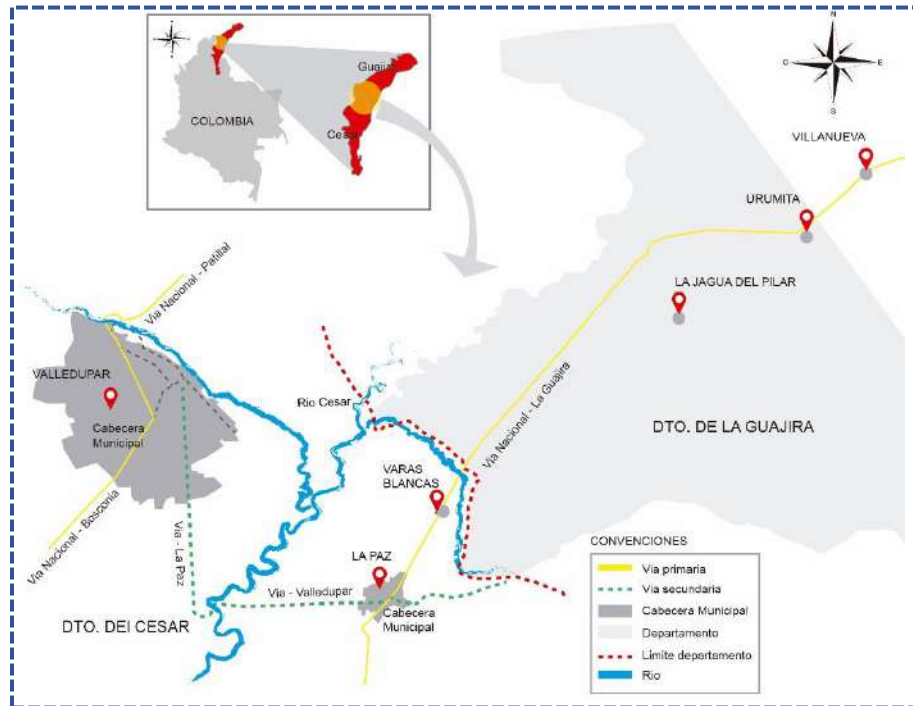 N
O
E
S
Guajira
COLOMBIA
Cesar
VILLANUEVA
URUMITA
LA JAGUA DEL PILAR
Via Nacional - Patillal
VALLEDUPAR
Cabecera
Municipal
Rio Cesar
Via Nacional - La Guajira
DTO. DE LA GUAJIRA
VARAS
BLANCAS
Via Nacional - Bosconia
Via - La Paz
LA PAZ
Via - Valledupar
Cabecera
Municipal
DTO. DEl CESAR
CONVENCIONES
Via primaria
Via secundaria
Cabecera Municipal
Departamento
Limite departamento
Rio